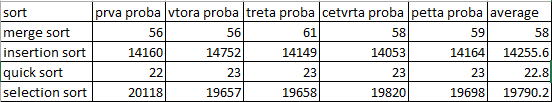 sort prva proba vtora proba treta proba cetvrta proba petta proba average
merge sort 56 56 61 58 59 58
insertion sort 14160 14752 14149 14053 14164 14255.6
quick sort 22 23 23 23 23 22.8
selection sort 20118 19657 19658 19820 19698 19790.2